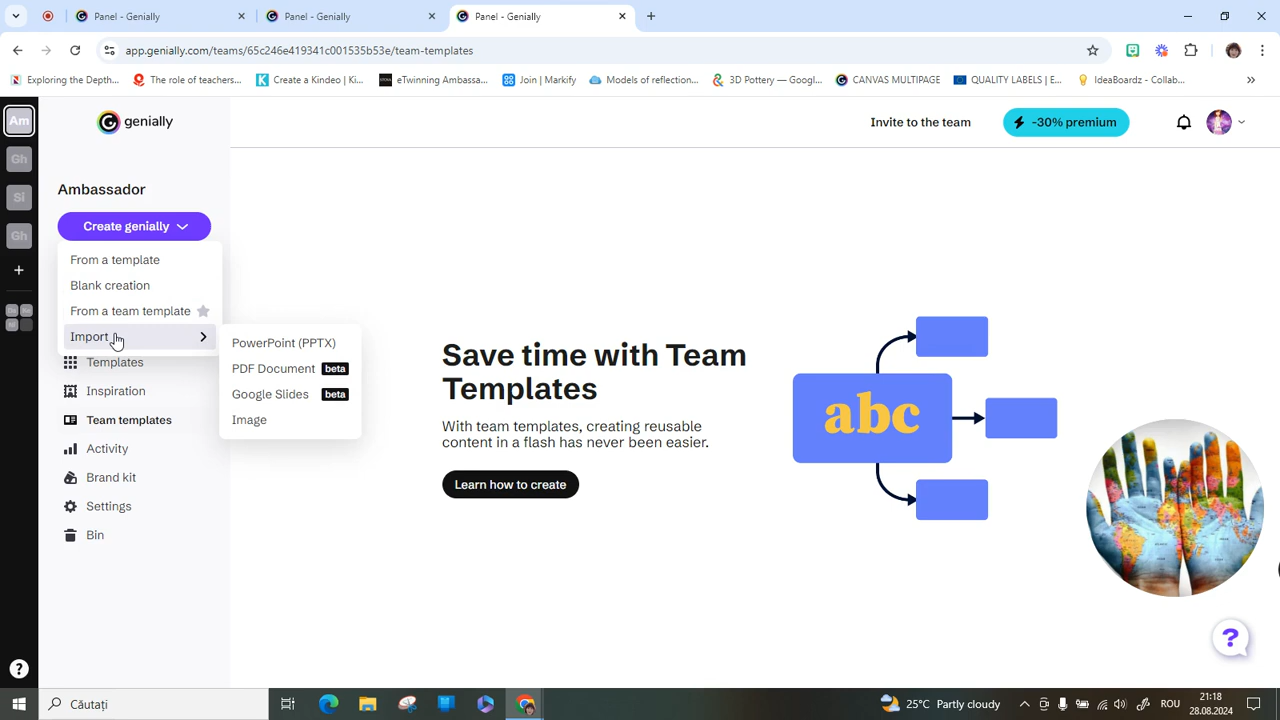 Panel - Genially
Panel - Genially
Panel - Genially
app.genially.com/teams/65c246e419341c001535b53e/team-templates
Exploring the Depth...
The role of teachers...
Create a Kindeo | Ki...
eTwinning Ambassa...
Join | Markify
Models of reflection...
3D Pottery — Googl...
CANVAS MULTIPAGE
QUALITY LABELS | E...
IdeaBoardz - Collab...
Am
Gh
Si
Gh
genially
Invite to the team
-30% premium
Ambassador
Create genially
From a template
Blank creation
From a team template
Import
PowerPoint (PPTX)
PDF Document beta
Google Slides beta
Image
Templates
Inspiration
Team templates
Activity
Brand kit
Settings
Bin
Save time with Team
Templates
With team templates, creating reusable
content in a flash has never been easier.
Learn how to create
abc
?
?
Căutați
25°C Partly cloudy
ROU
21:18
28.08.2024